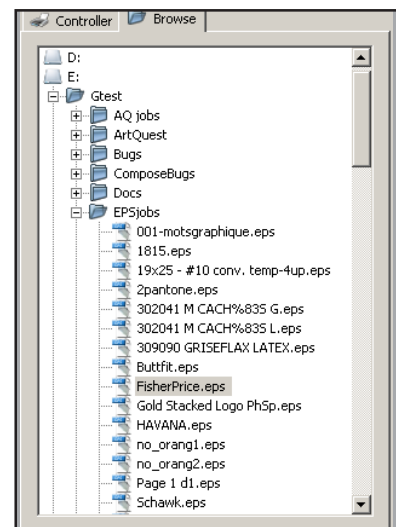 Controller Browse
D:
E:
Gtest
AQ jobs
ArtQuest
Bugs
ComposeBugs
Docs
EPSjobs
001-motsgraphique.eps
1815.eps
19x25 - #10 conv. temp-4up.eps
2pantone.eps
302041 M CACH%835 G.eps
302041 M CACH%835 L.eps
309090 GRISEFLAX LATEX.eps
Buttfit.eps
FisherPrice.eps
Gold Stacked Logo PhSp.eps
HAVANA.eps
no_orang1.eps
no_orang2.eps
Page 1 d1.eps
Schawk.eps